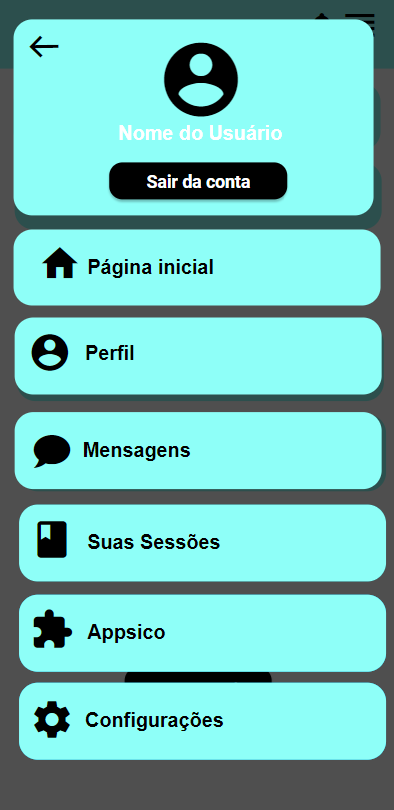 Nome do Usuário
Sair da conta
Página inicial
Perfil
Mensagens
Suas Sessões
Appsico
Configurações